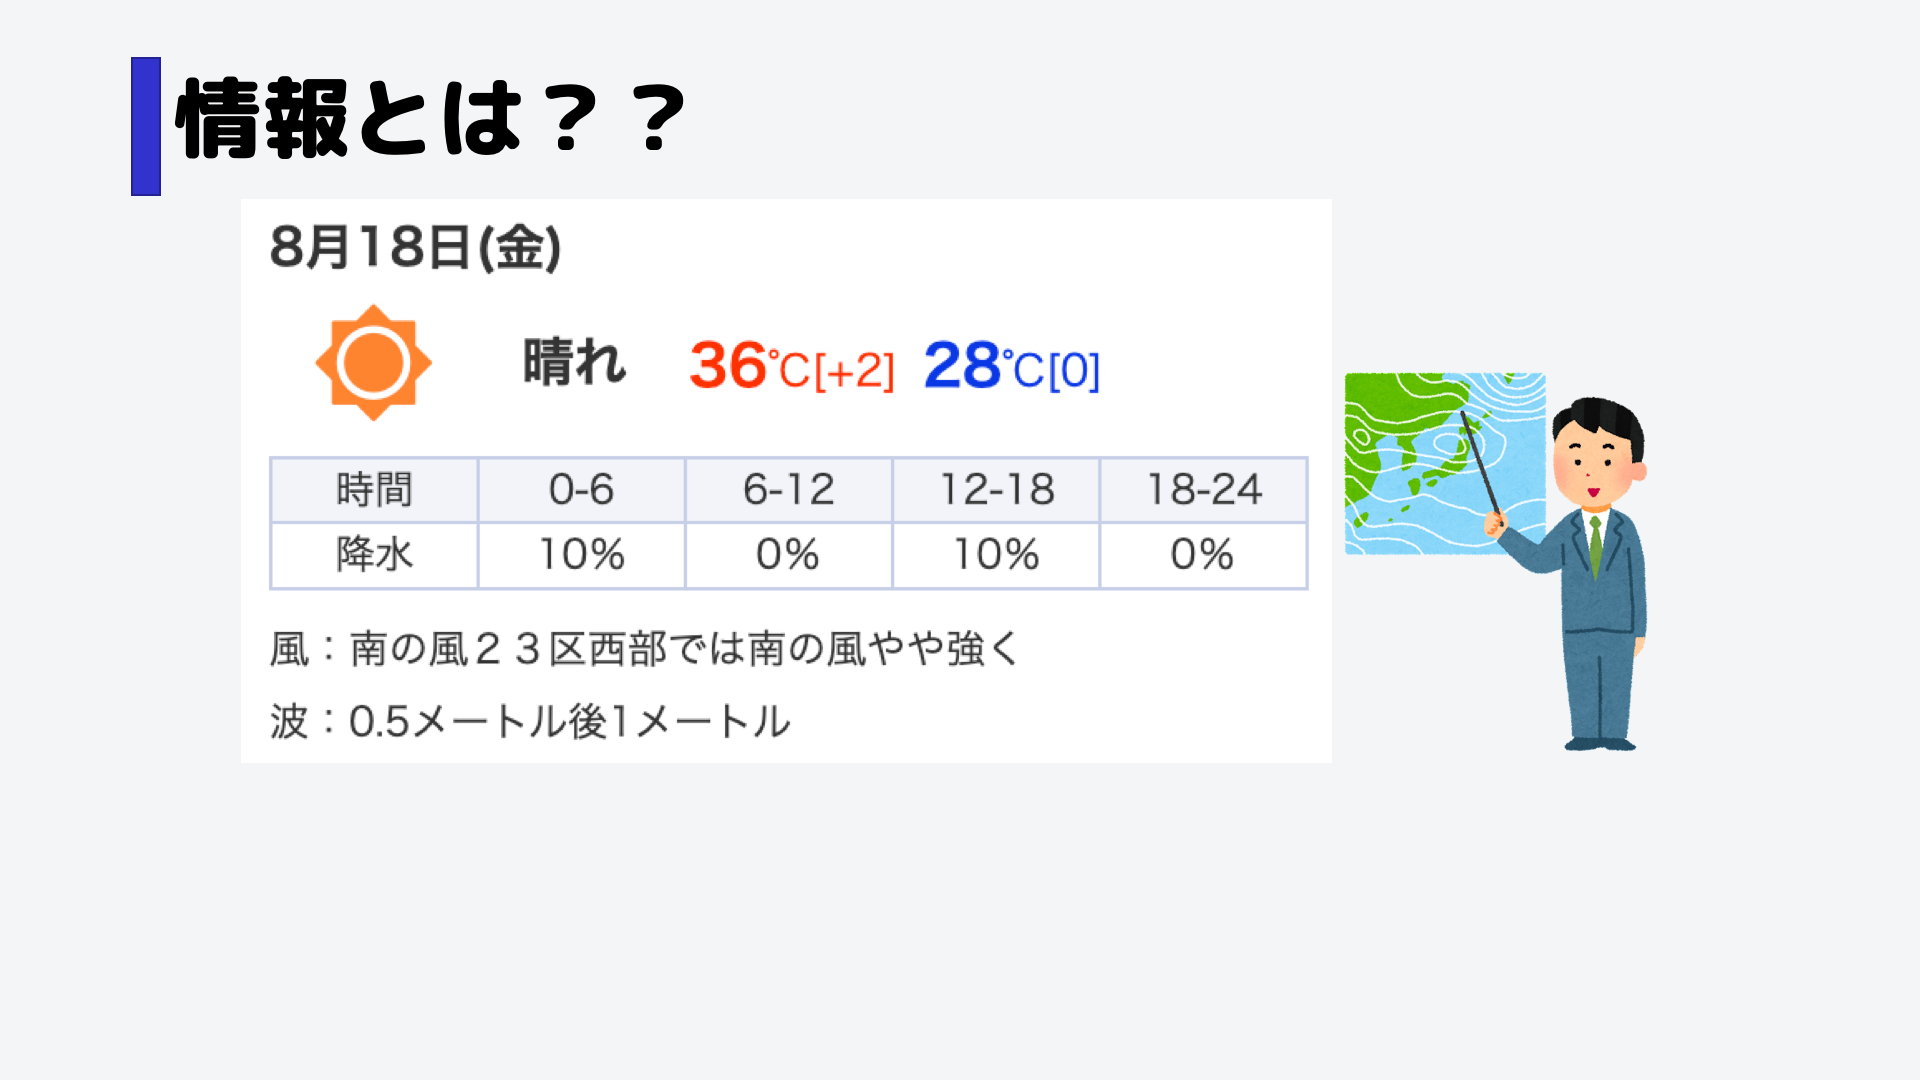 情報とは？？
8月18日(金)
晴れ 36℃[+2] 28℃[0]
時間 0-6 6-12 12-18 18-24
降水 10% 0% 10% 0%
風：南の風２３区西部では南の風やや強く
波：0.5メートル後1メートル